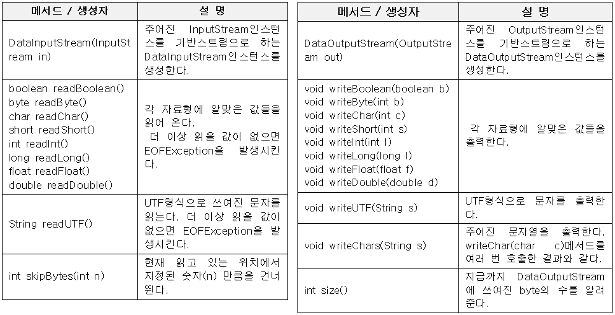 메서드 / 생성자
설 명
DataInputStream(InputSt
ream in)
주어진 InputStream인스턴
스를 기반스트림으로 하는
DataInputStream인스턴스를
생성한다.
boolean readBoolean()
byte readByte()
char readChar()
short readShort()
int readInt()
long readLong()
float readFloat()
double readDouble()
각 자료형에 알맞은 값들을
읽어 온다.
더 이상 읽을 값이 없으면
EOFException을 발생시킨
다.
String readUTF()
UTF형식으로 쓰여진 문자를
읽는다. 더 이상 읽을 값이
없으면 EOFException을 발
생시킨다.
int skipBytes(int n)
현재 읽고 있는 위치에서
지정된 숫자(n) 만큼을 건너
뛴다.
메서드 / 생성자
설 명
DataOutputStream(OutputStre
am out)
주어진 OutputStream인스턴
스를 기반스트림으로 하는
DataOutputStream인스턴스를
생성한다.
void writeBoolean(boolean b)
void writeByte(int b)
void writeChar(int c)
void writeShort(int s)
void writeInt(int I)
void writeLong(long l)
void writeFloat(float f)
void writeDouble(double d)
각 자료형에 알맞은 값들을
출력한다.
void writeUTF(String s)
UTF형식으로 문자를 출력한
다.
void writeChars(String s)
주어진 문자열을 출력한다.
writeChar(char c)메서드를
여러 번 호출한 결과와 같다.
int size()
지금까지 DataOutputStream
에 쓰여진 byte의 수를 알려
준다.